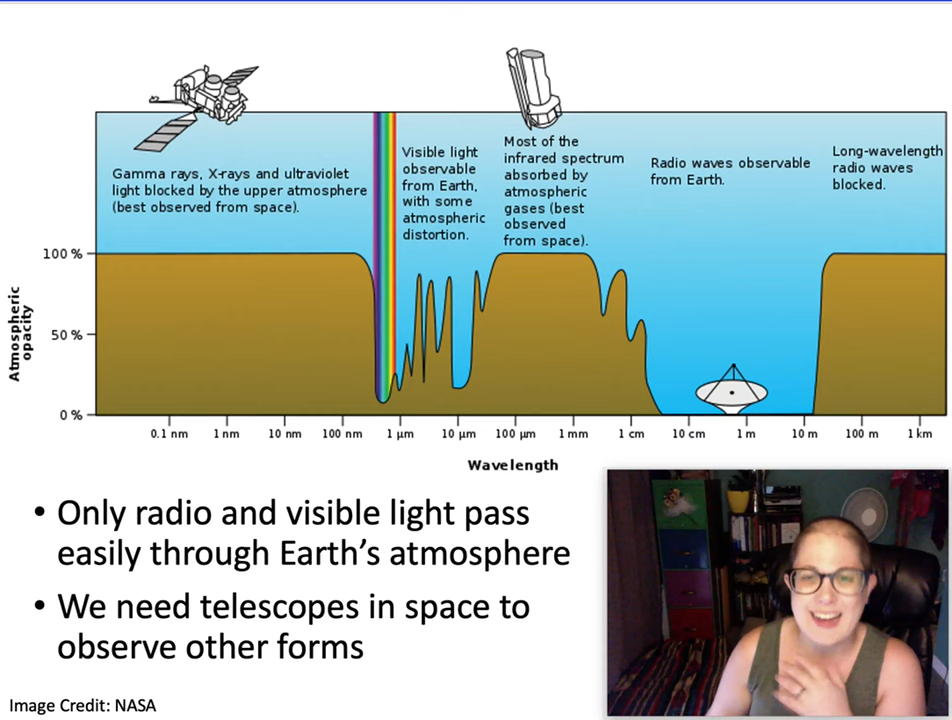 Gamma rays, X-rays and ultraviolet
light blocked by the upper atmosphere
(best observed from space).
Visible light
observable
from Earth,
with some
atmospheric
distortion.
Most of the
infrared spectrum
absorbed by
atmospheric
gases (best
observed
from space).
Radio waves observable
from Earth.
Long-wavelength
radio waves
blocked.
Atmospheric
opacity
100 %
50 %
0 %
0.1 nm
1 nm
10 nm
100 nm
1 µm
10 µm
100 µm
1 mm
1 cm
10 cm
1 m
10 m
100 m
1 km
Wavelength
• Only radio and visible light pass
easily through Earth’s atmosphere
• We need telescopes in space to
observe other forms
Image Credit: NASA